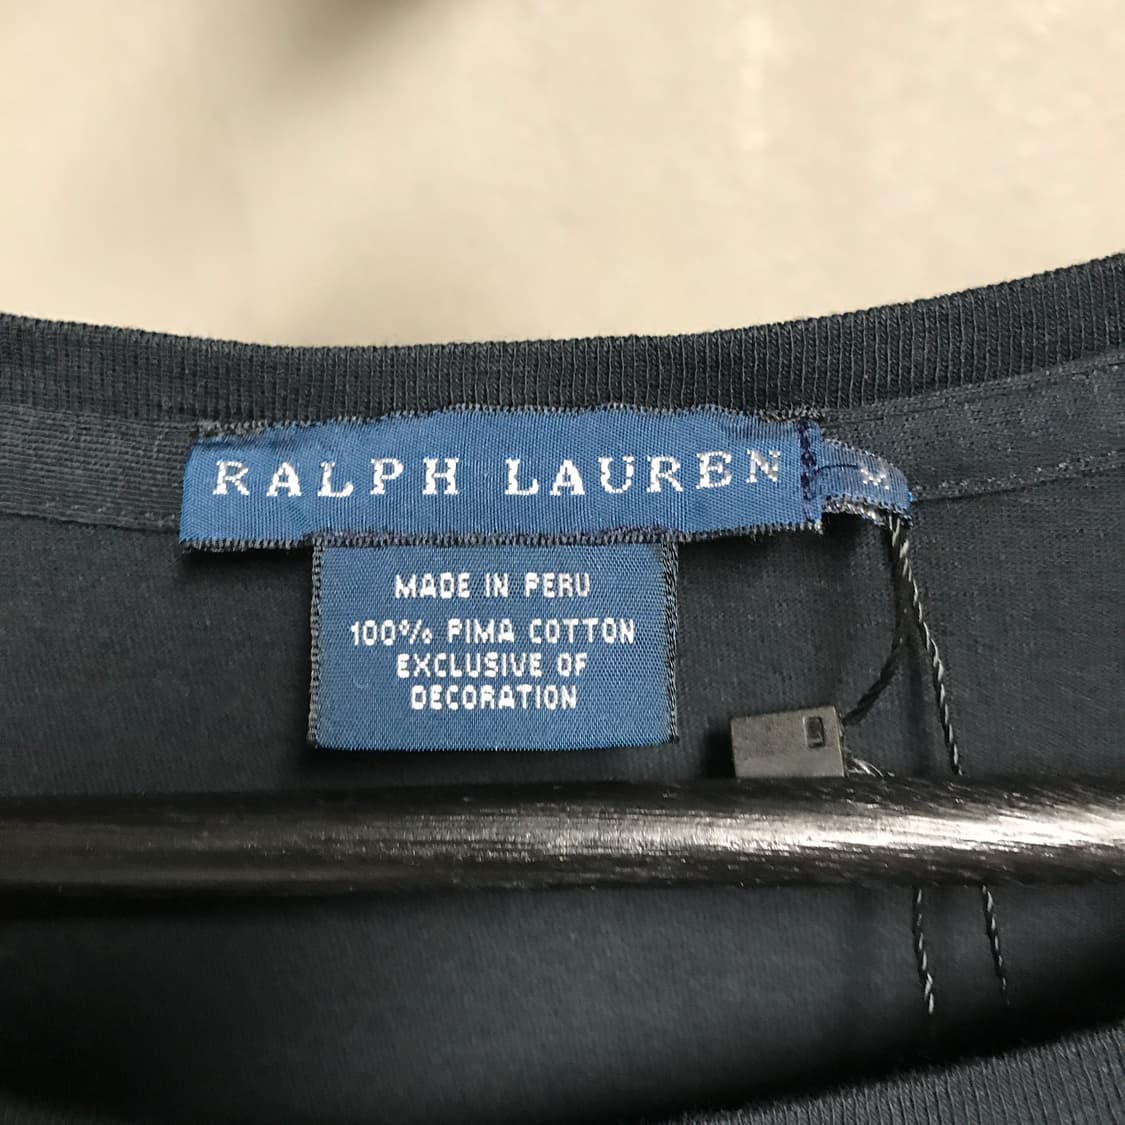 RALPH LAUREN M
MADE IN PERU
100% PIMA COTTON
EXCLUSIVE OF
DECORATION